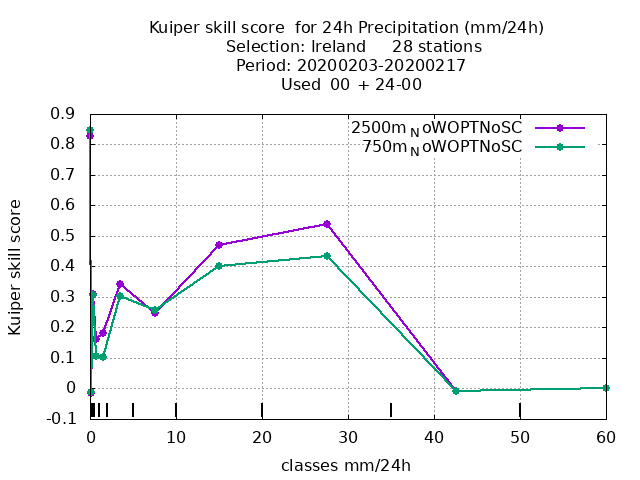 Kuiper skill score  for 24h Precipitation (mm/24h)
Selection: Ireland     28 stations
Period: 20200203-20200217
Used  00 + 24-00
2500m NoWOPTNoSC
750m NoWOPTNoSC
0.9
0.8
0.7
0.6
0.5
0.4
0.3
0.2
0.1
0
-0.1
Kuiper skill score
0 10 20 30 40 50 60
classes mm/24h